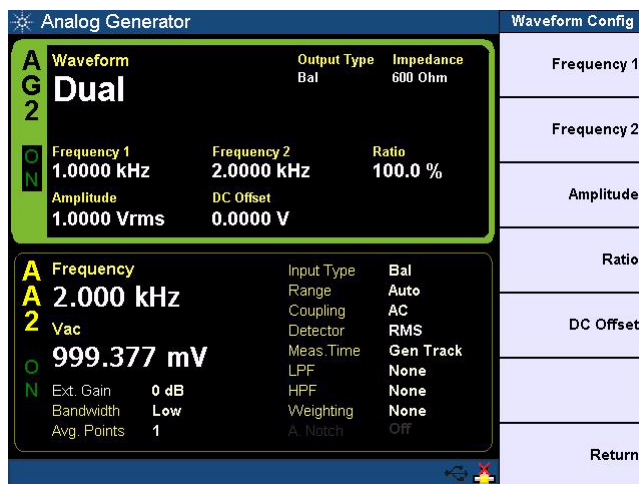 Analog Generator
Waveform Config
AG2
ON
Waveform
Dual
Output Type Impedance
Bal 600 Ohm
Frequency 1 Frequency 2 Ratio
1.0000 kHz 2.0000 kHz 100.0 %
Amplitude DC Offset
1.0000 Vrms 0.0000 V
AA2
ON
Frequency
2.000 kHz
Vac
999.377 mV
Ext. Gain 0 dB
Bandwidth Low
Avg. Points 1
Input Type Bal
Range Auto
Coupling AC
Detector RMS
Meas.Time Gen Track
LPF None
HPF None
Weighting None
A. Notch Off
Frequency 1
Frequency 2
Amplitude
Ratio
DC Offset
Return